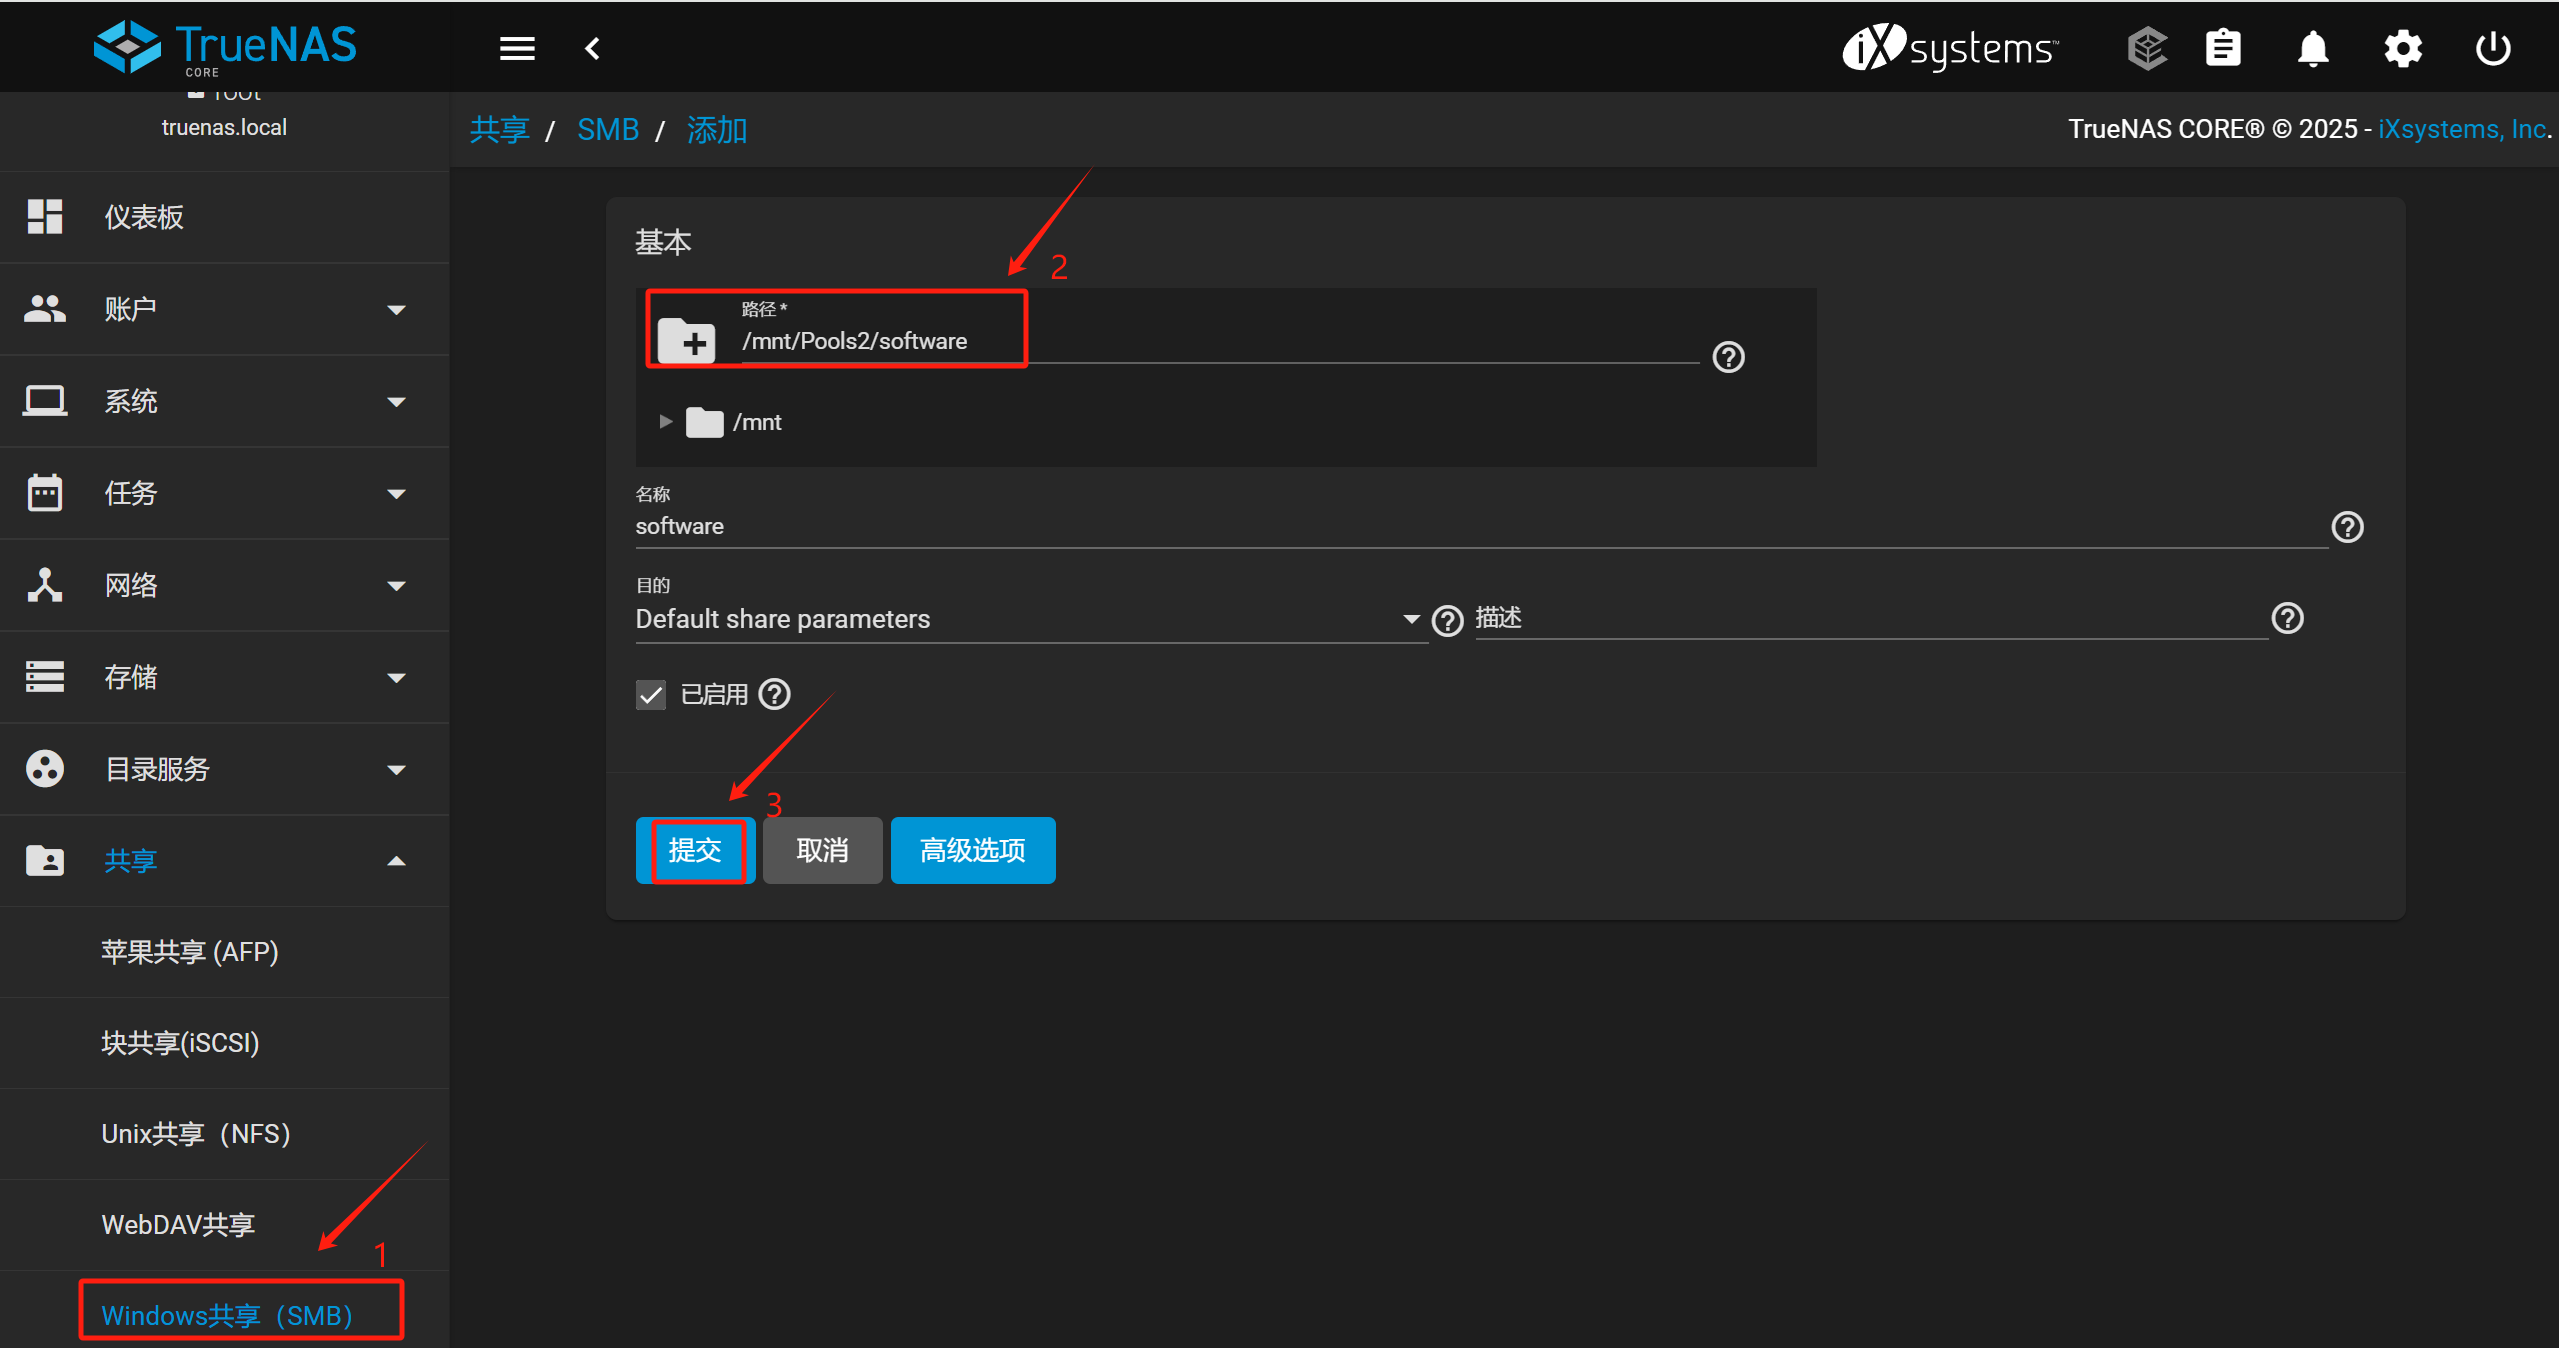 TrueNAS
CORE
iXsystems™
root
truenas.local
共享 / SMB / 添加
TrueNAS CORE® © 2025 - iXsystems, Inc.
仪表板
账户
系统
任务
网络
存储
目录服务
共享
苹果共享 (AFP)
块共享(iSCSI)
Unix共享（NFS）
WebDAV共享
1
Windows共享（SMB）
基本
2
路径 *
/mnt/Pools2/software
/mnt
名称
software
目的
Default share parameters
描述
已启用
3
提交
取消
高级选项